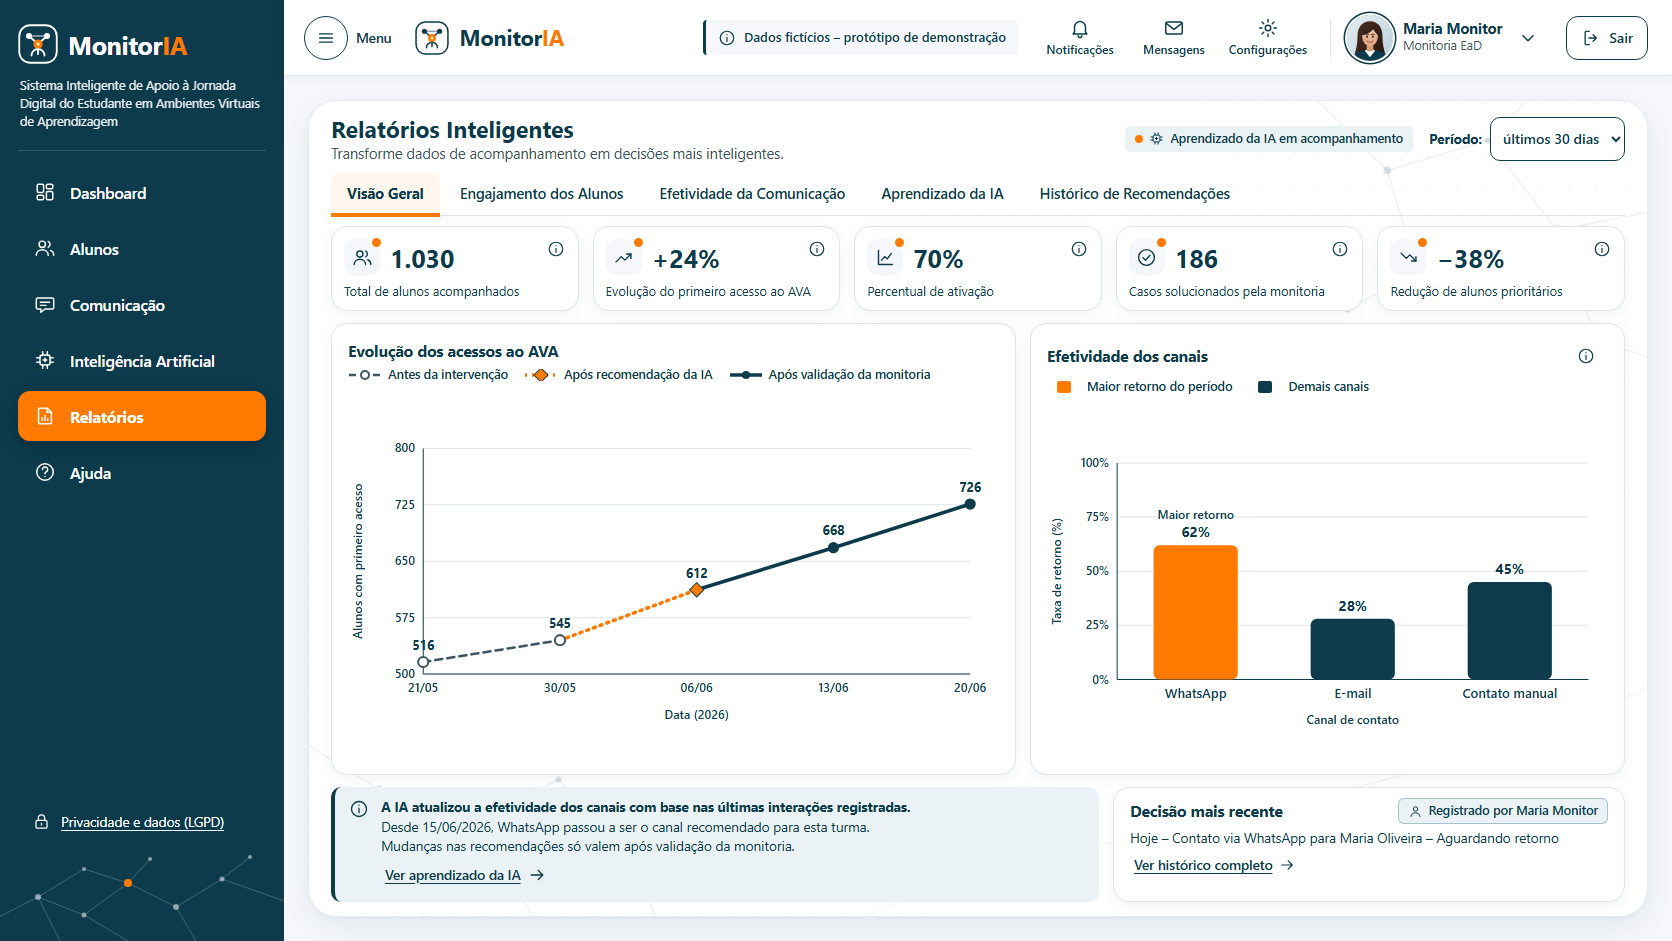 MonitorIA
Sistema Inteligente de Apoio à Jornada
Digital do Estudante em Ambientes Virtuais
de Aprendizagem
Dashboard
Alunos
Comunicação
Inteligência Artificial
Relatórios
Ajuda
Privacidade e dados (LGPD)
Menu
MonitorIA
Dados fictícios – protótipo de demonstração
Notificações
Mensagens
Configurações
Maria Monitor
Monitoria EaD
Sair
Relatórios Inteligentes
Transforme dados de acompanhamento em decisões mais inteligentes.
Aprendizado da IA em acompanhamento
Período:
últimos 30 dias
Visão Geral
Engajamento dos Alunos
Efetividade da Comunicação
Aprendizado da IA
Histórico de Recomendações
1.030
Total de alunos acompanhados
+24%
Evolução do primeiro acesso ao AVA
70%
Percentual de ativação
186
Casos solucionados pela monitoria
−38%
Redução de alunos prioritários
Evolução dos acessos ao AVA
Antes da intervenção
Após recomendação da IA
Após validação da monitoria
Alunos com primeiro acesso
800
725
650
575
500
516
545
612
668
726
21/05
30/05
06/06
13/06
20/06
Data (2026)
Efetividade dos canais
Maior retorno do período
Demais canais
Taxa de retorno (%)
100%
75%
50%
25%
0%
Maior retorno
62%
28%
45%
WhatsApp
E-mail
Contato manual
Canal de contato
A IA atualizou a efetividade dos canais com base nas últimas interações registradas.
Desde 15/06/2026, WhatsApp passou a ser o canal recomendado para esta turma.
Mudanças nas recomendações só valem após validação da monitoria.
Ver aprendizado da IA
Decisão mais recente
Registrado por Maria Monitor
Hoje – Contato via WhatsApp para Maria Oliveira – Aguardando retorno
Ver histórico completo